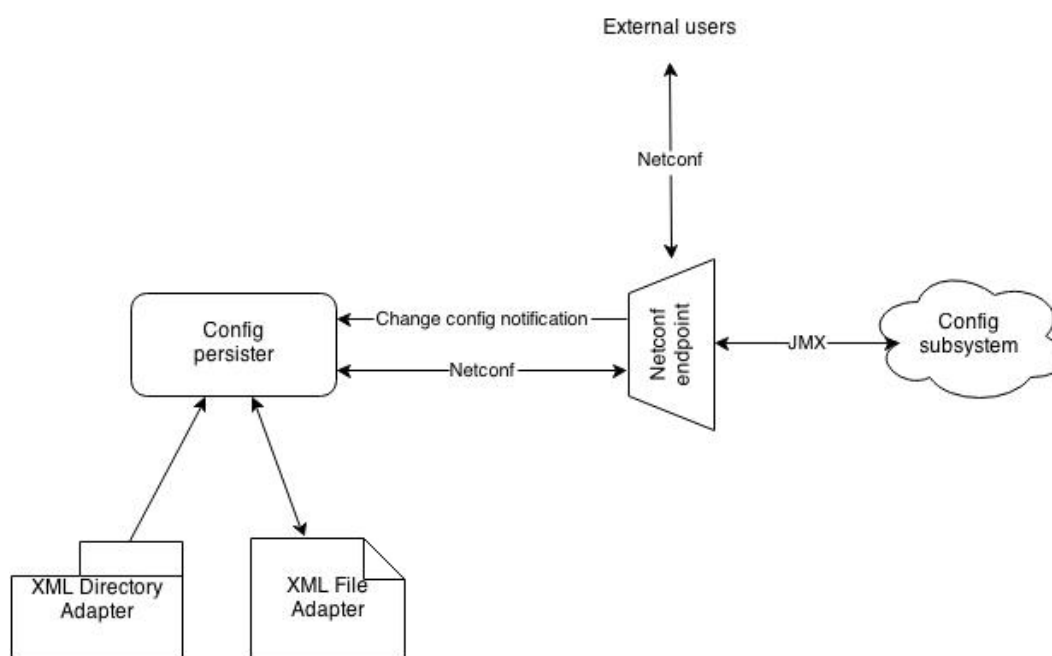 External users
Netconf
Change config notification
Config
persister
Netconf
Netconf
endpoint
JMX
Config
subsystem
XML Directory
Adapter
XML File
Adapter